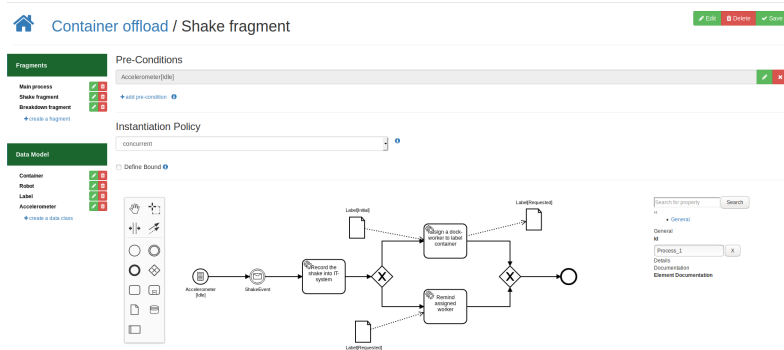 Container offload / Shake fragment
Edit Delete Save
Fragments
Main process
Shake fragment
Breakdown fragment
+create a fragment
Data Model
Container
Robot
Label
Accelerometer
+create a data class
Pre-Conditions
Accelerometer[Idle]
+add pre-condition
Instantiation Policy
concurrent
Define Bound
Label[Initial]
Label[Requested]
Assign a dock-
worker to label
container
Accelerometer
[Idle]
ShakeEvent
Record the
shake into IT-
system
X
X
Remind
assigned
worker
Label[Requested]
Search for property
Search
General
General
Id
Process_1
X
Details
Documentation
Element Documentation